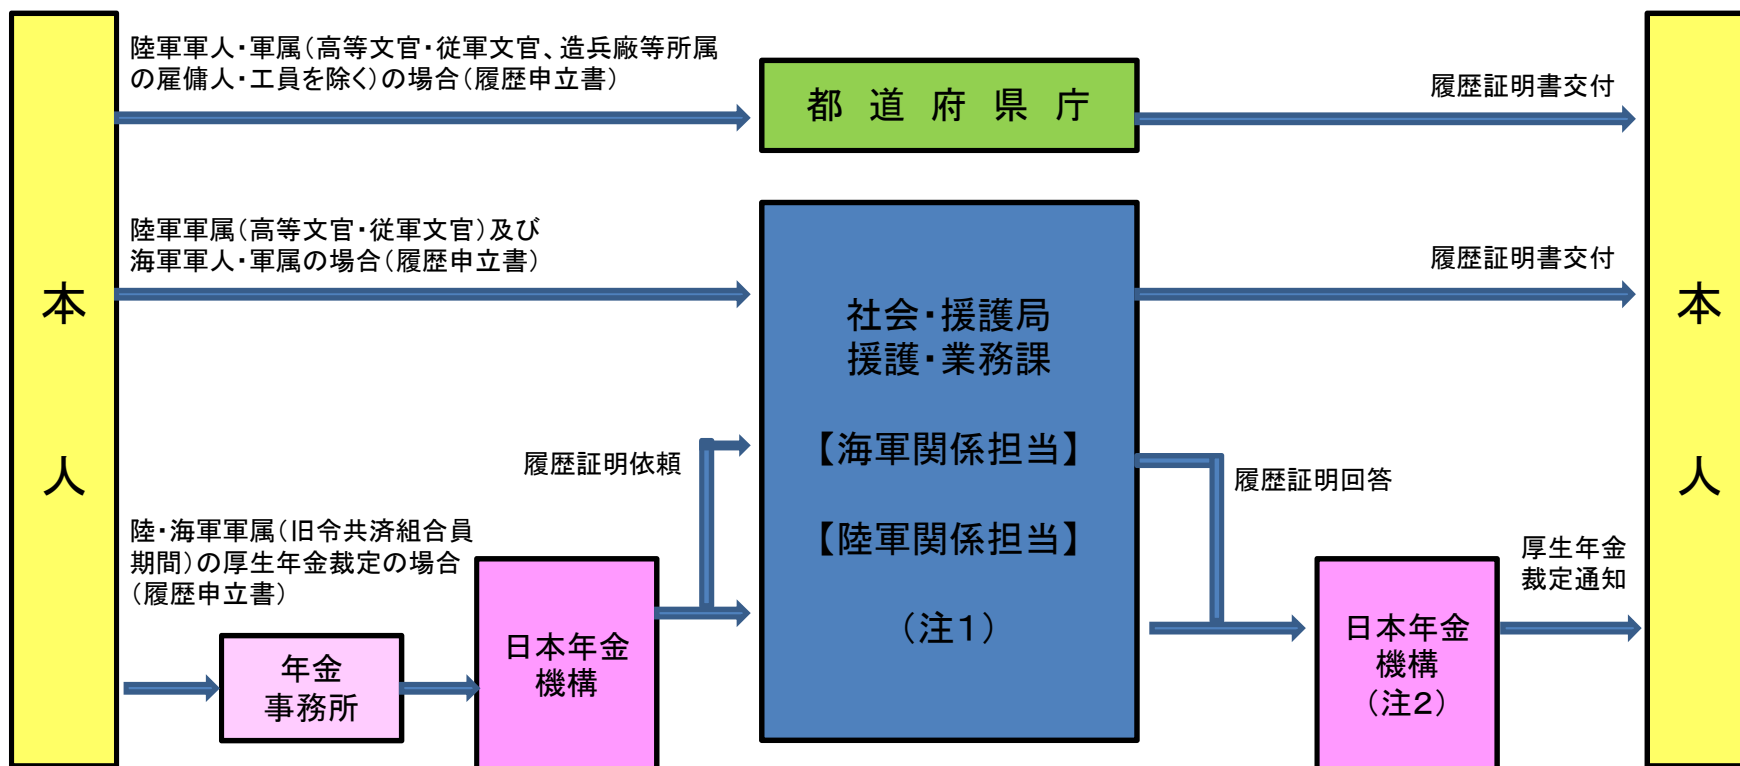 本
人
陸軍軍人・軍属(高等文官・従軍文官、造兵廠等所属
の雇傭人・工員を除く)の場合(履歴申立書)
都道府県庁
履歴証明書交付
陸軍軍属(高等文官・従軍文官)及び
海軍軍人・軍属の場合(履歴申立書)
社会・援護局
援護・業務課
【海軍関係担当】
【陸軍関係担当】
(注1)
履歴証明書交付
履歴証明依頼
履歴証明回答
陸・海軍軍属(旧令共済組合員
期間)の厚生年金裁定の場合
(履歴申立書)
年金
事務所
日本年金
機構
日本年金
機構
(注2)
厚生年金
裁定通知
本
人